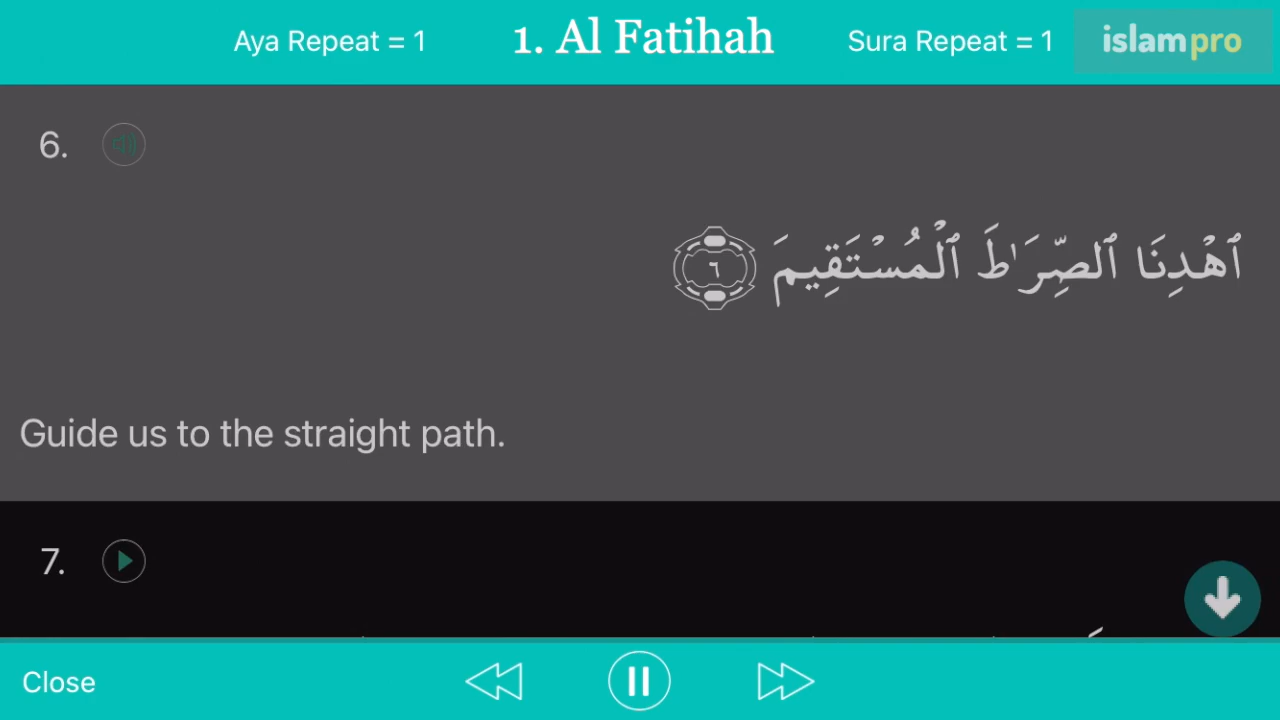 Aya Repeat = 1
1. Al Fatihah
Sura Repeat = 1
islampro
6.
ٱهْدِنَا ٱلصِّرَٰطَ ٱلْمُسْتَقِيمَ ٦
Guide us to the straight path.
7.
Close